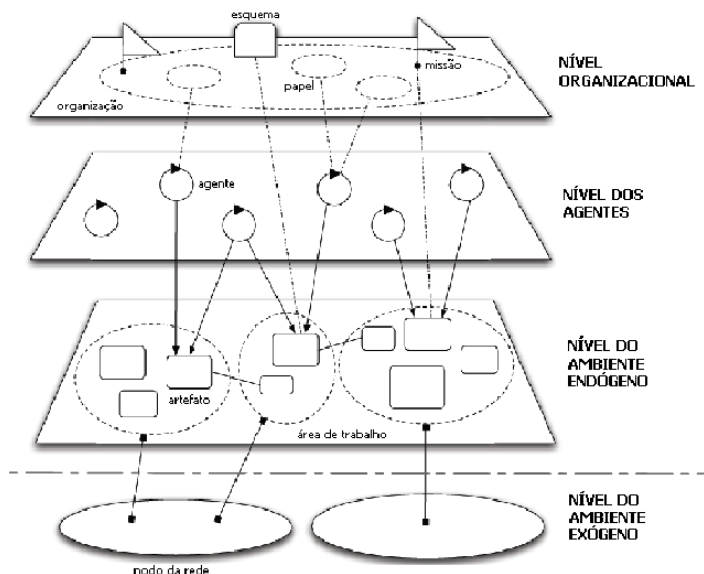 esquema
missão
papel
organização
NÍVEL
ORGANIZACIONAL
agente
NÍVEL DOS
AGENTES
artefato
área de trabalho
NÍVEL DO
AMBIENTE
ENDÓGENO
nodo da rede
NÍVEL DO
AMBIENTE
EXÓGENO